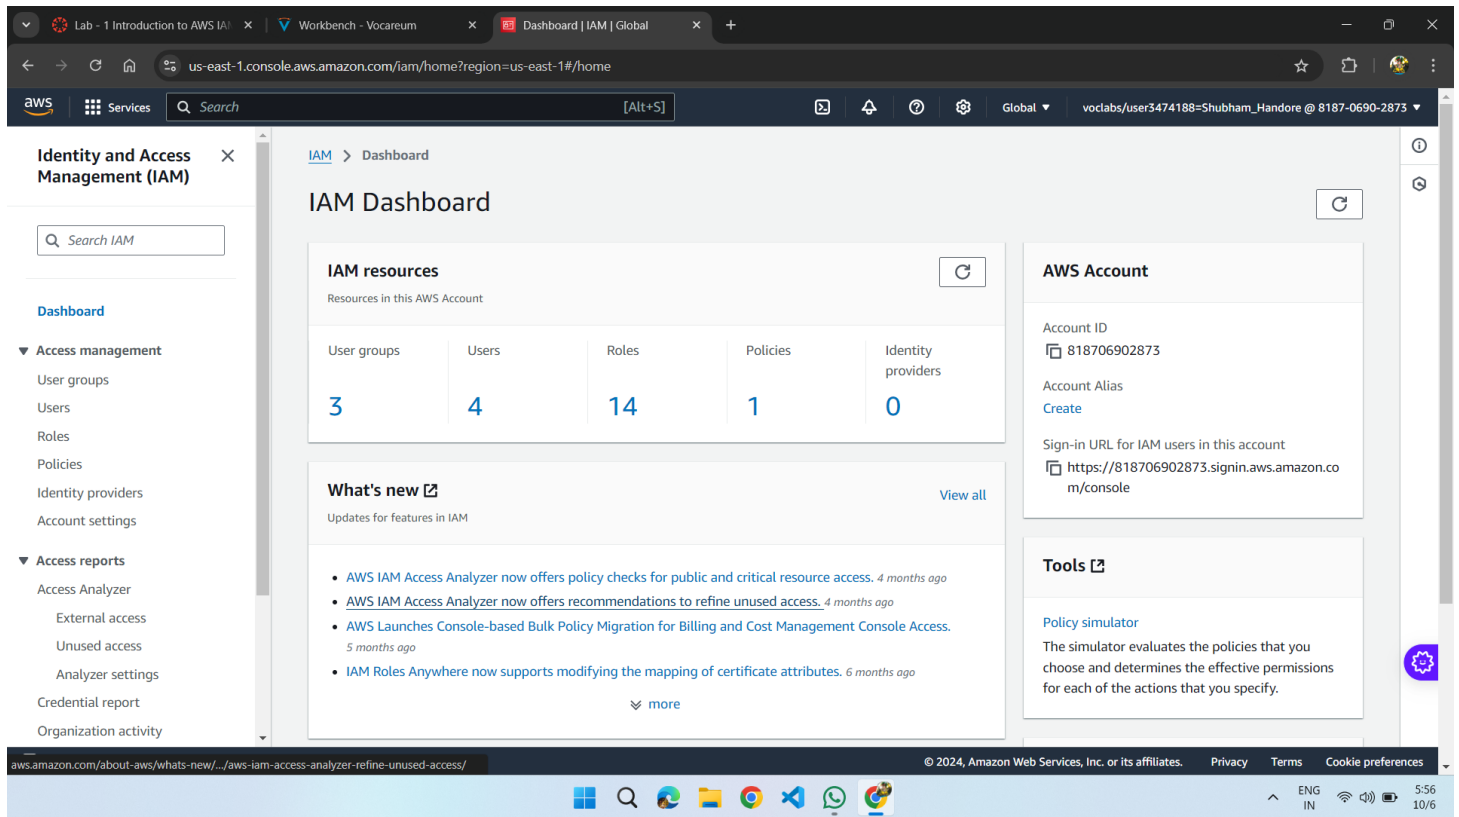 Lab - 1 Introduction to AWS IAM
Workbench - Vocareum
Dashboard | IAM | Global
us-east-1.console.aws.amazon.com/iam/home?region=us-east-1#/home
aws
Services
Search
[Alt+S]
Global
voclabs/user3474188=Shubham_Handore @ 8187-0690-2873
Identity and Access
Management (IAM)
Search IAM
Dashboard
Access management
User groups
Users
Roles
Policies
Identity providers
Account settings
Access reports
Access Analyzer
External access
Unused access
Analyzer settings
Credential report
Organization activity
IAM
Dashboard
IAM Dashboard
IAM resources
Resources in this AWS Account
User groups
3
Users
4
Roles
14
Policies
1
Identity
providers
0
What's new
View all
Updates for features in IAM
AWS IAM Access Analyzer now offers policy checks for public and critical resource access. 4 months ago
AWS IAM Access Analyzer now offers recommendations to refine unused access. 4 months ago
AWS Launches Console-based Bulk Policy Migration for Billing and Cost Management Console Access.
5 months ago
IAM Roles Anywhere now supports modifying the mapping of certificate attributes. 6 months ago
more
AWS Account
Account ID
818706902873
Account Alias
Create
Sign-in URL for IAM users in this account
https://818706902873.signin.aws.amazon.co
m/console
Tools
Policy simulator
The simulator evaluates the policies that you
choose and determines the effective permissions
for each of the actions that you specify.
aws.amazon.com/about-aws/whats-new/.../aws-iam-access-analyzer-refine-unused-access/
© 2024, Amazon Web Services, Inc. or its affiliates.
Privacy
Terms
Cookie preferences
ENG
IN
5:56
10/6